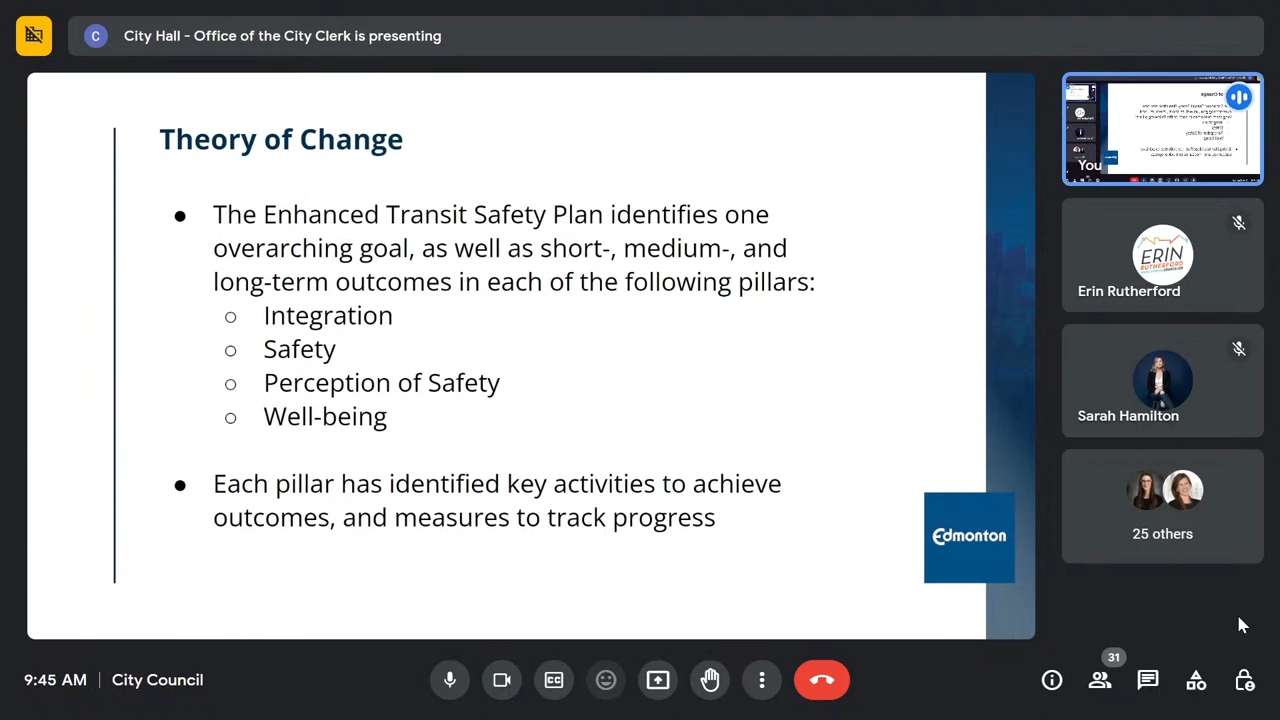 City Hall - Office of the City Clerk is presenting
C
Theory of Change
● The Enhanced Transit Safety Plan identifies one
overarching goal, as well as short-, medium-, and
long-term outcomes in each of the following pillars:
○ Integration
○ Safety
○ Perception of Safety
○ Well-being
● Each pillar has identified key activities to achieve
outcomes, and measures to track progress
Edmonton
You
ERIN
RUTHERFORD
Erin Rutherford
Sarah Hamilton
25 others
9:45 AM | City Council
CC
31